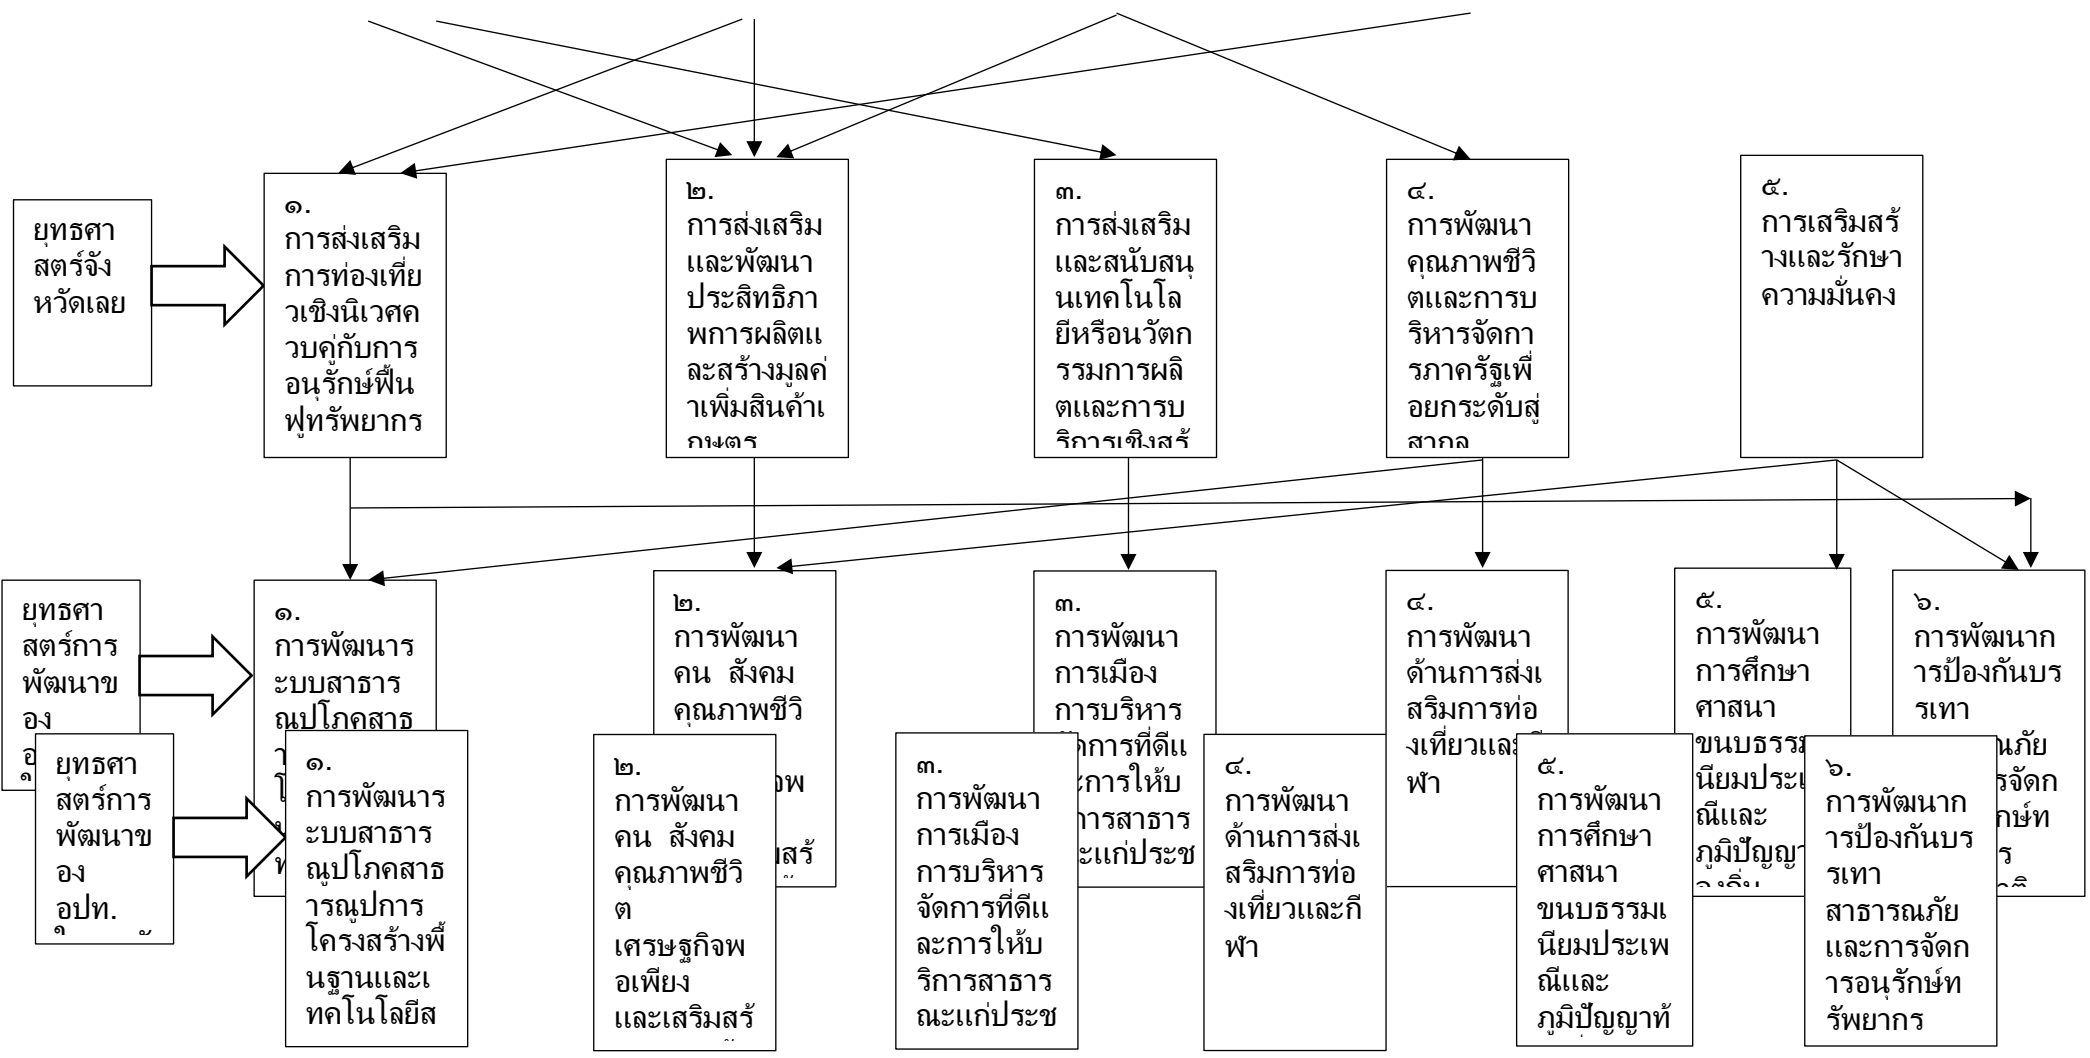 ยุทธศา
สตร์จัง
หวัดเลย
๑.
การส่งเสริม
การท่องเที่ย
วเชิงนิเวศค
วบคู่กับการ
อนุรักษ์ฟื้น
ฟูทรัพยากร
๒.
การส่งเสริม
และพัฒนา
ประสิทธิภา
พการผลิตแ
ละสร้างมูลค่
าเพิ่มสินค้าเ
กษตร
๓.
การส่งเสริม
และสนับสนุ
นเทคโนโล
ยีหรือนวัตก
รรมการผลิ
ตและการบ
ริการเชิงสร้
๔.
การพัฒนา
คุณภาพชีวิ
ตและการบ
ริหารจัดกา
รภาครัฐเพื่
อยกระดับสู่
สากล
๕.
การเสริมสร้
างและรักษา
ความมั่นคง
ยุทธศา
สตร์การ
พัฒนาข
อง
๑.
การพัฒนาร
ะบบสาธาร
ณูปโภคสาธ
๒.
การพัฒนา
คน สังคม
คุณภาพชีวิ
๓.
การพัฒนา
การเมือง
การบริหาร
๔.
การพัฒนา
ด้านการส่งเ
สริมการท่อ
งเที่ยวและ
ฬา
๕.
การพัฒนา
การศึกษา
ศาสนา
ขนบธรรม
นียมประเ
ณีและ
ภูมิปัญญา
๖.
การพัฒนาก
ารป้องกันบร
รเทา
ยุทธศา
สตร์การ
พัฒนาข
อง
อปท.
๑.
การพัฒนาร
ะบบสาธาร
ณูปโภคสาธ
ารณูปการ
โครงสร้างพื้
นฐานและเ
ทคโนโลยีส
๒.
การพัฒนา
คน สังคม
คุณภาพชีวิ
ต
เศรษฐกิจพ
อเพียง
และเสริมสร้
๓.
การพัฒนา
การเมือง
การบริหาร
จัดการที่ดีแ
ละการให้บ
ริการสาธาร
ณะแก่ประช
๔.
การพัฒนา
ด้านการส่งเ
สริมการท่อ
งเที่ยวและกี
ฬา
๕.
การพัฒนา
การศึกษา
ศาสนา
ขนบธรรมเ
นียมประเพ
ณีและ
ภูมิปัญญาท้
๖.
การพัฒนาก
ารป้องกันบร
รเทา
สาธารณภัย
และการจัดก
ารอนุรักษ์ท
รัพยากร